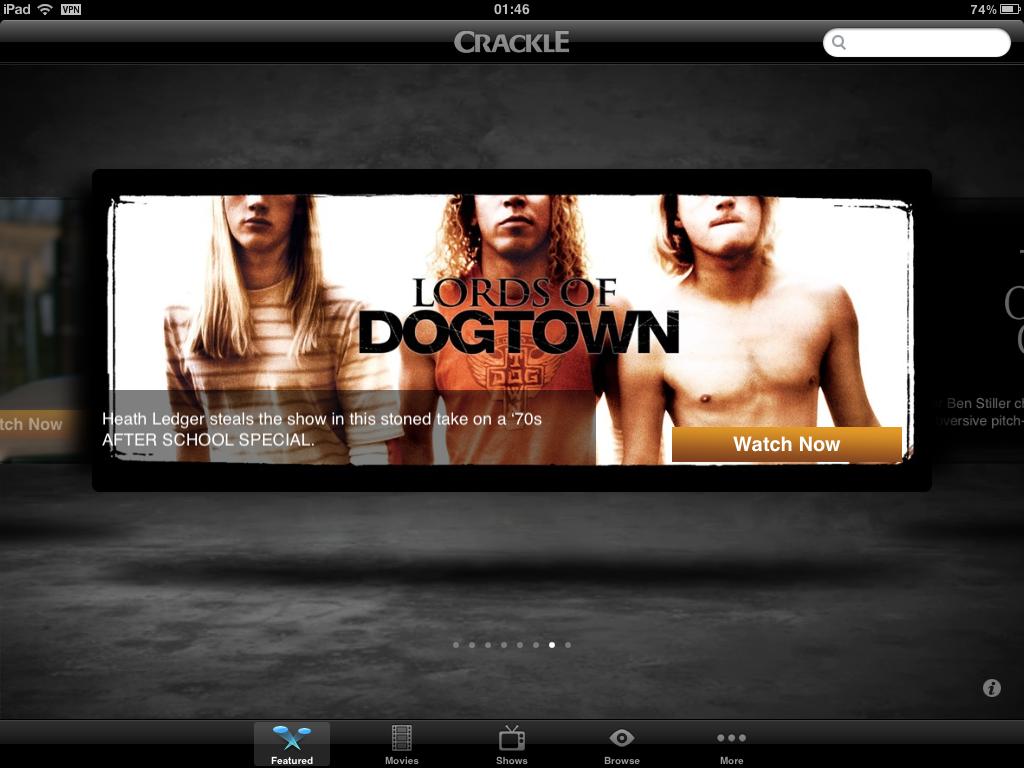 iPad VPN 01:46 74%
CRACKLE
LORDS OF
DOGTOWN
DOG
Heath Ledger steals the show in this stoned take on a '70s
AFTER SCHOOL SPECIAL.
Watch Now
tch Now
Ben Stiller
pitch-
Featured
Movies
Shows
Browse
More